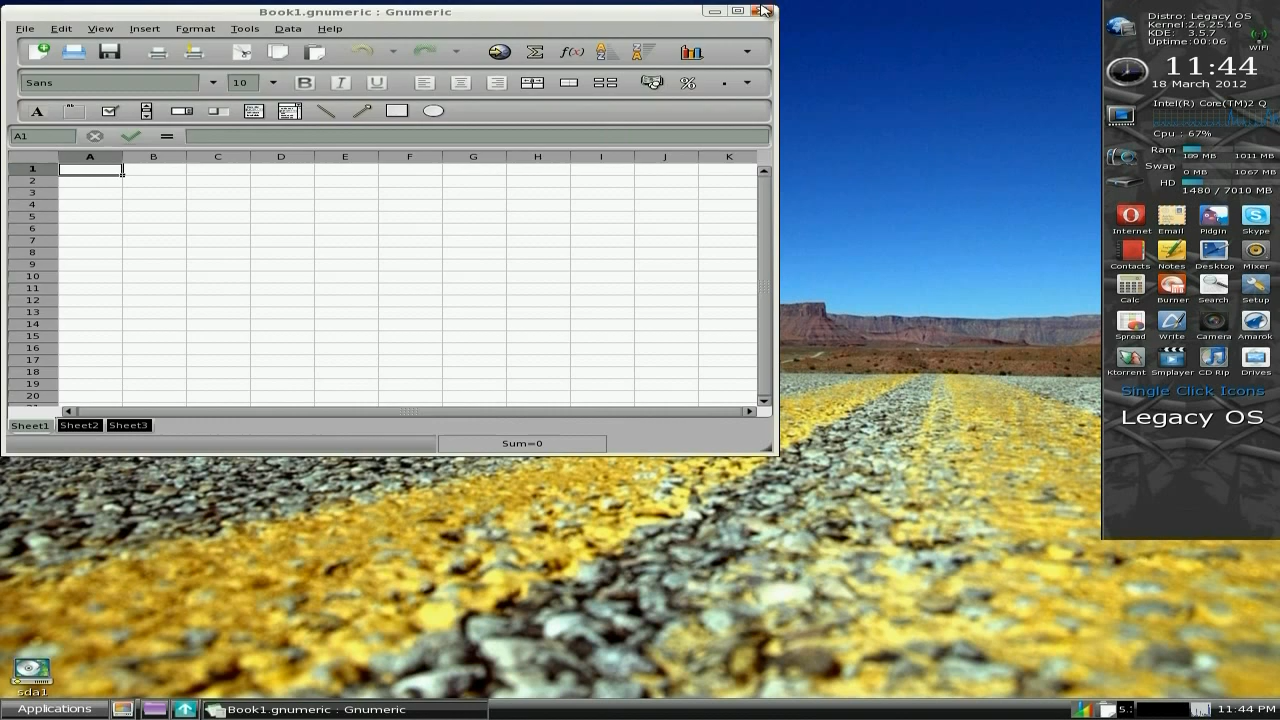 Book1.gnumeric : Gnumeric
File Edit View Insert Format Tools Data Help
f(x)
Sans 10 B I U %
A
A1 =
A B C D E F G H I J K
1
2
3
4
5
6
7
8
9
10
11
12
13
14
15
16
17
18
19
20
Sheet1 Sheet2 Sheet3
Sum=0
Distro: Legacy OS
Kernel:2.6.25.16
KDE: 3.5.7
Uptime:00:06
WIFI
11:44
18 March 2012
Intel(R) Core(TM)2 Q
Cpu : 67%
Ram
189 MB 1011 MB
Swap
0 MB 1067 MB
HD
1480 / 7010 MB
Internet Email Pidgin Skype
Contacts Notes Desktop Mixer
Calc Burner Search Setup
Spread Write Camera Amarok
Ktorrent Smplayer CD Rip Drives
Single Click Icons
Legacy OS
sda1
Applications Book1.gnumeric : Gnumeric 5.: 11:44 PM